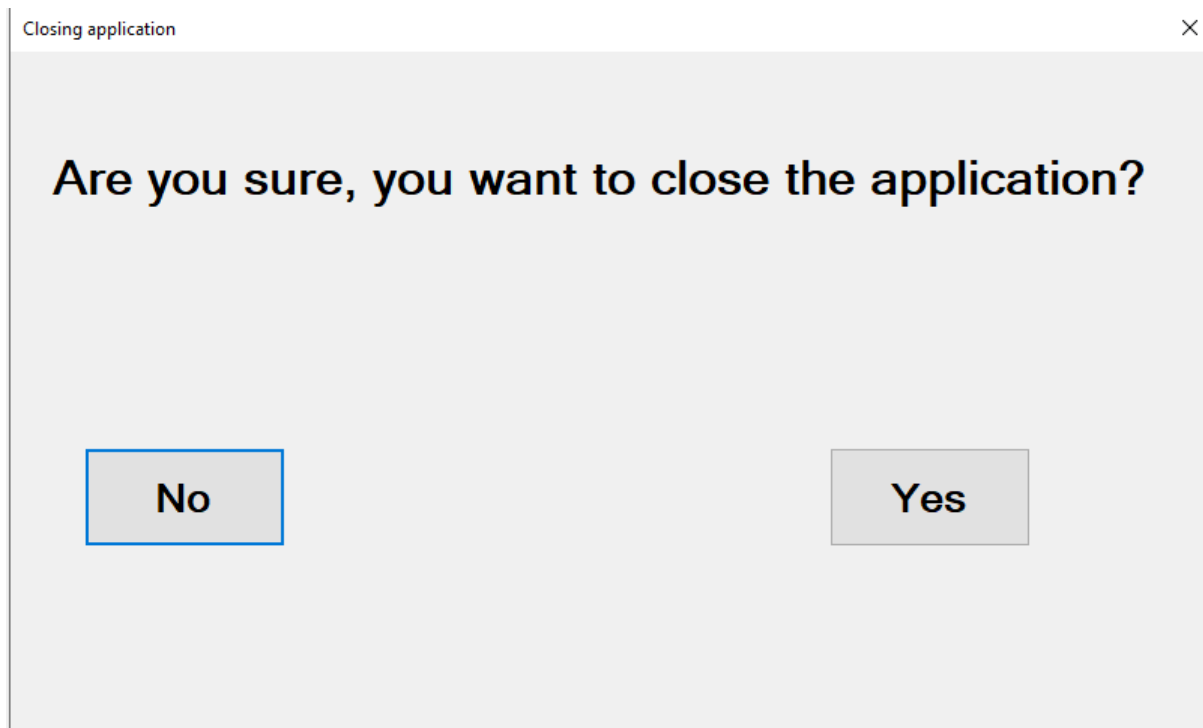 Closing application
Are you sure, you want to close the application?
No
Yes